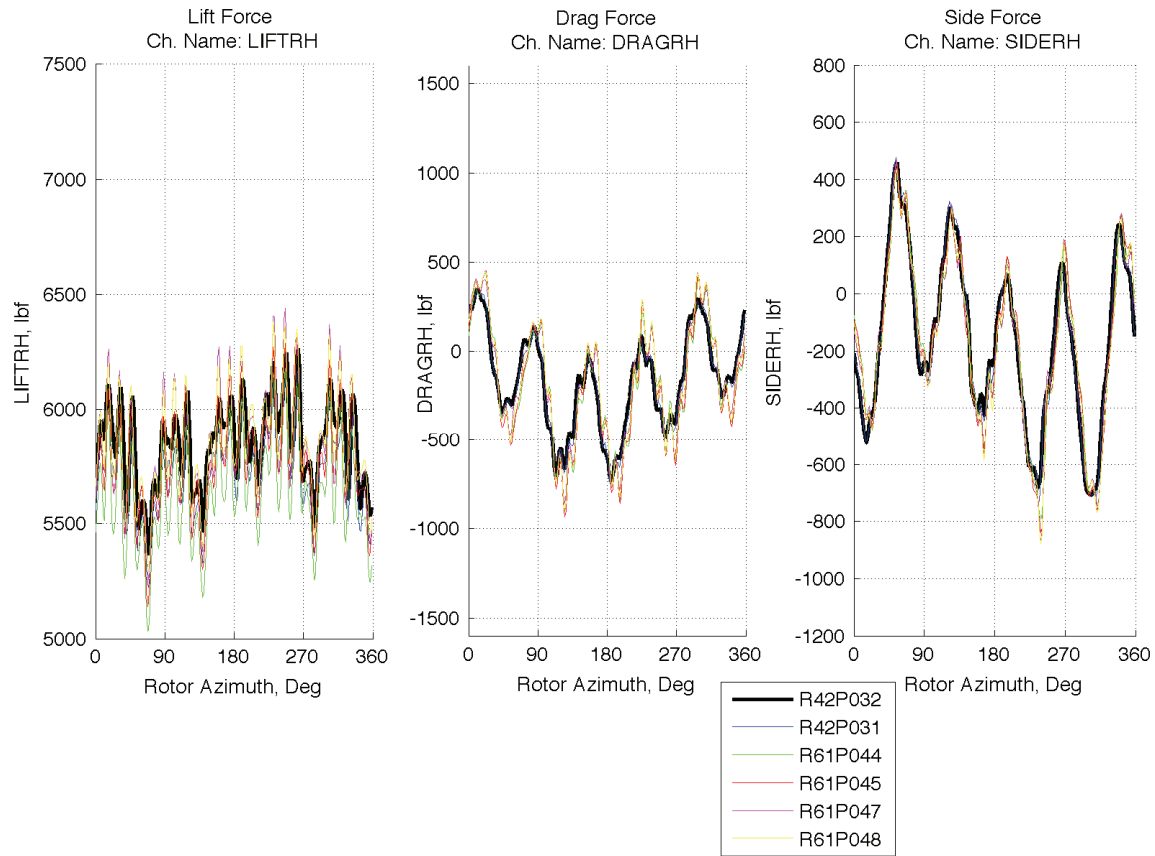 Lift Force
Ch. Name: LIFTRH
7500
7000
6500
6000
5500
5000
LIFTRH, lbf
0 90 180 270 360
Rotor Azimuth, Deg
Drag Force
Ch. Name: DRAGRH
1500
1000
500
0
-500
-1000
-1500
DRAGRH, lbf
0 90 180 270 360
Rotor Azimuth, Deg
Side Force
Ch. Name: SIDERH
800
600
400
200
0
-200
-400
-600
-800
-1000
-1200
SIDERH, lbf
0 90 180 270 360
Rotor Azimuth, Deg
R42P032
R42P031
R61P044
R61P045
R61P047
R61P048